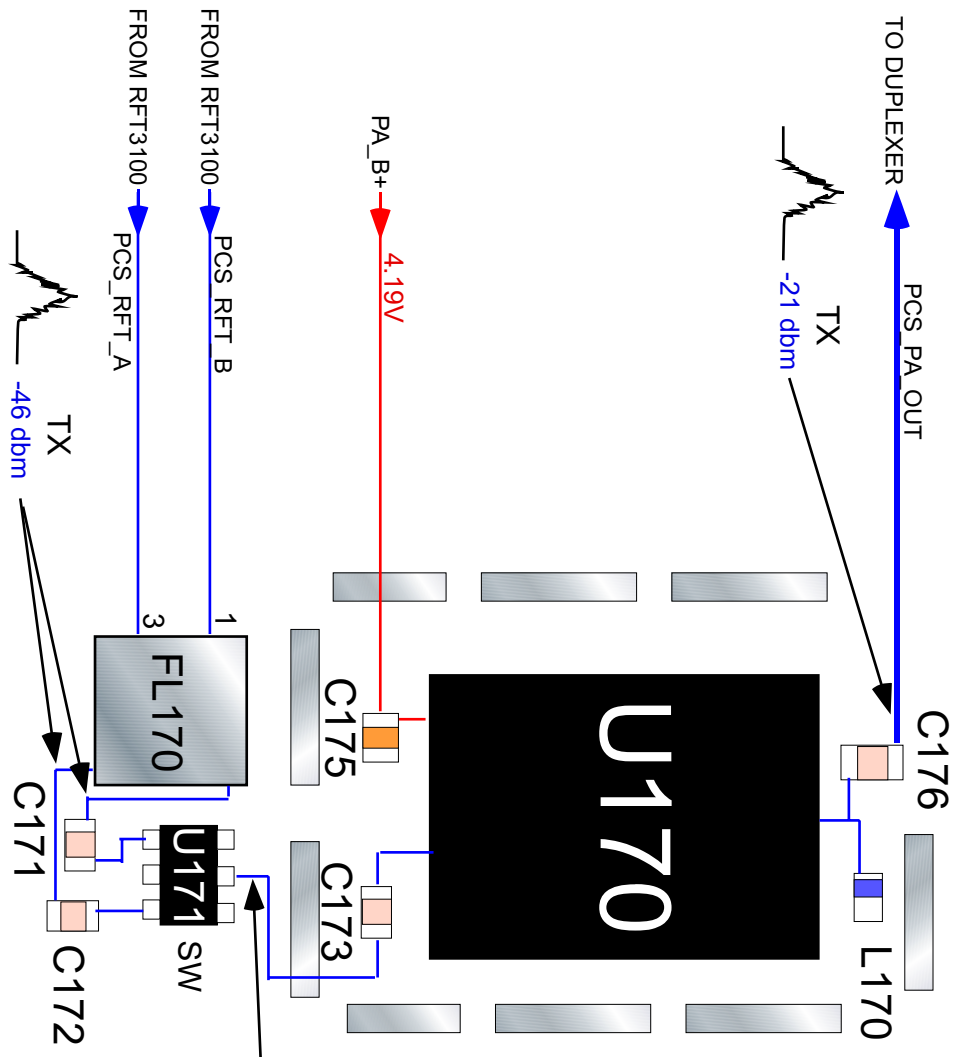 TO DUPLEXER
PCS_PA_OUT
TX
-21 dbm
C176
L170
PA_B+
4.19V
U170
C175
C173
FROM RFT3100
PCS_RFT_B
1
FROM RFT3100
PCS_RFT_A
3
FL170
U171
SW
TX
-46 dbm
C171
C172